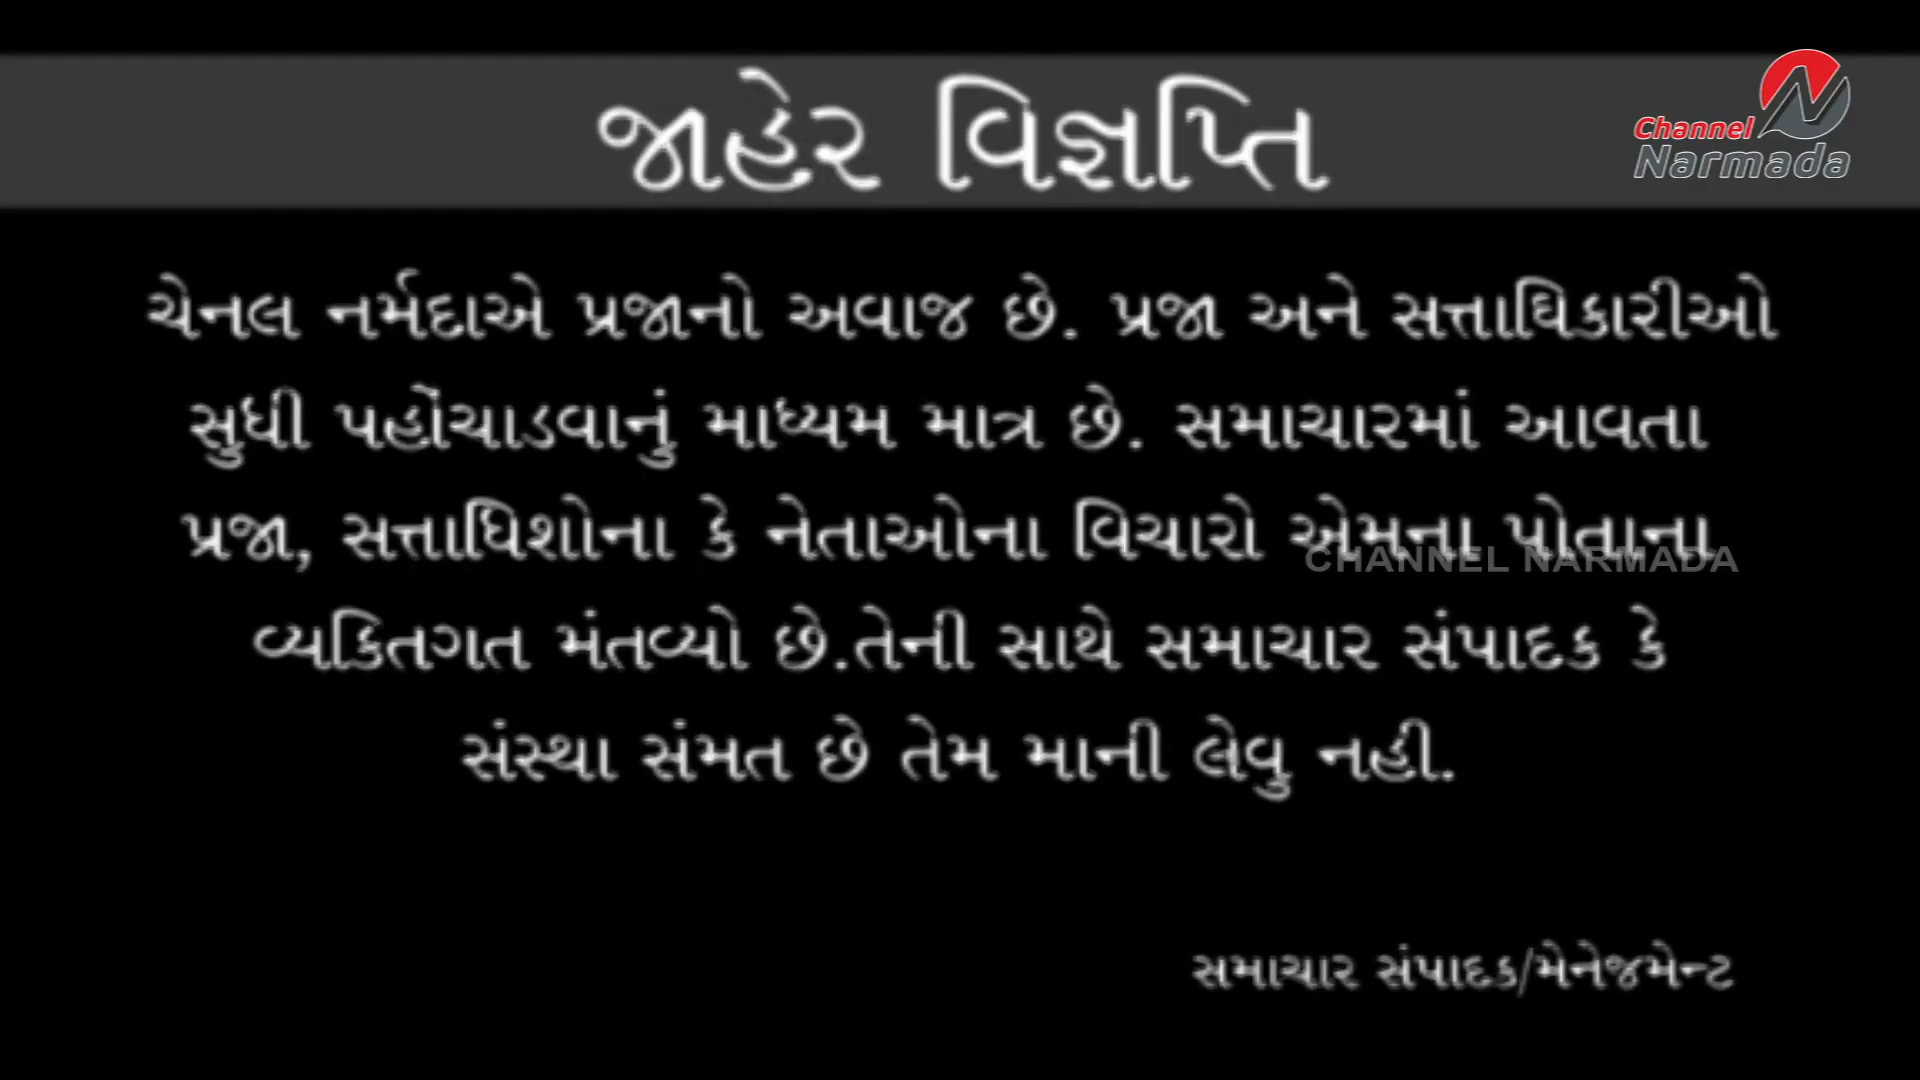 જાહેર વિજ્ઞપ્તિ
Channel
Narmada
ચેનલ નર્મદાએ પ્રજાનો અવાજ છે. પ્રજા અને સત્તાધિકારીઓ
સુધી પહોંચાડવાનું માધ્યમ માત્ર છે. સમાચારમાં આવતા
પ્રજા, સત્તાધિશોના કે નેતાઓના વિચારો એમના પોતાના
CHANNEL NARMADA
વ્યકિતગત મંતવ્યો છે.તેની સાથે સમાચાર સંપાદક કે
સંસ્થા સંમત છે તેમ માની લેવુ નહી.
સમાચાર સંપાદક/મેનેજમેન્ટ